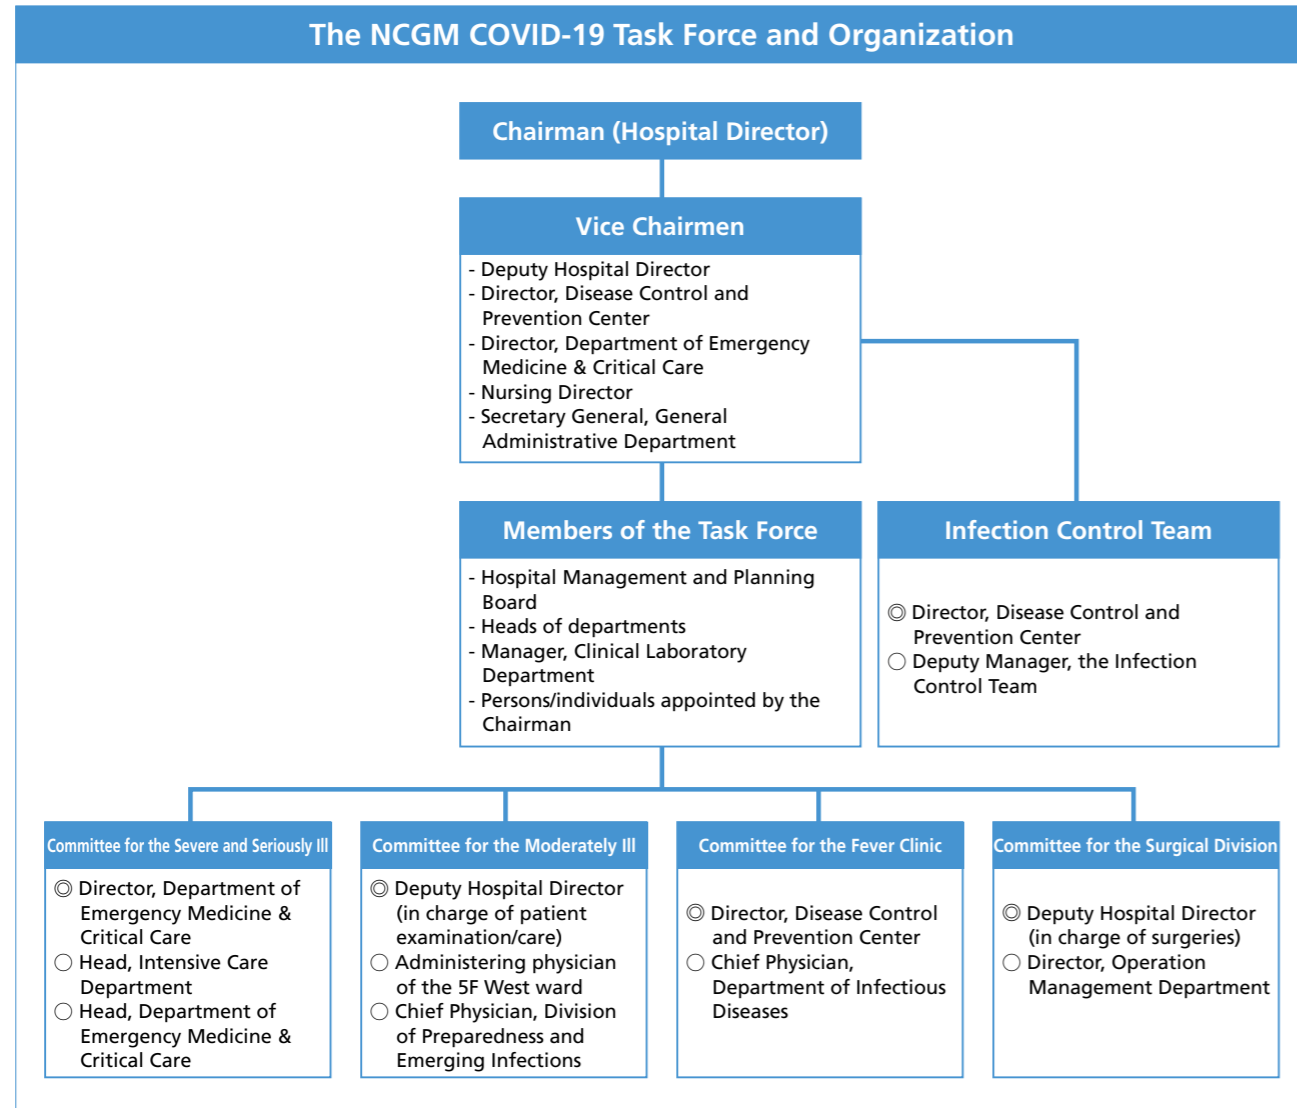 The NCGM COVID-19 Task Force and Organization
Chairman (Hospital Director)
Vice Chairmen
- Deputy Hospital Director
- Director, Disease Control and
Prevention Center
- Director, Department of Emergency
Medicine & Critical Care
- Nursing Director
- Secretary General, General
Administrative Department
Members of the Task Force
- Hospital Management and Planning
Board
- Heads of departments
- Manager, Clinical Laboratory
Department
- Persons/individuals appointed by the
Chairman
Infection Control Team
◎ Director, Disease Control and
Prevention Center
○ Deputy Manager, the Infection
Control Team
Committee for the Severe and Seriously Ill
◎ Director, Department of
Emergency Medicine &
Critical Care
○ Head, Intensive Care
Department
○ Head, Department of
Emergency Medicine &
Critical Care
Committee for the Moderately Ill
◎ Deputy Hospital Director
(in charge of patient
examination/care)
○ Administering physician
of the 5F West ward
○ Chief Physician, Division
of Preparedness and
Emerging Infections
Committee for the Fever Clinic
◎ Director, Disease Control
and Prevention Center
○ Chief Physician,
Department of Infectious
Diseases
Committee for the Surgical Division
◎ Deputy Hospital Director
(in charge of surgeries)
○ Director, Operation
Management Department